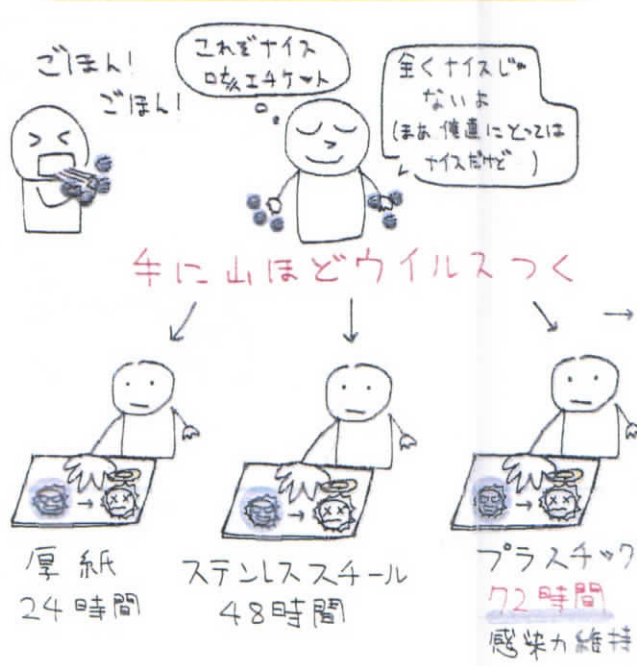 ごほん!
ごほん!
これぞナイス
咳エチケット
全くナイスじゃ
ないよ
(まあ 俺達にとっては
ナイスだけど )
手に山ほどウイルスつく
厚紙
24時間
ステンレススチール
48時間
プラスチック
72時間
感染力維持